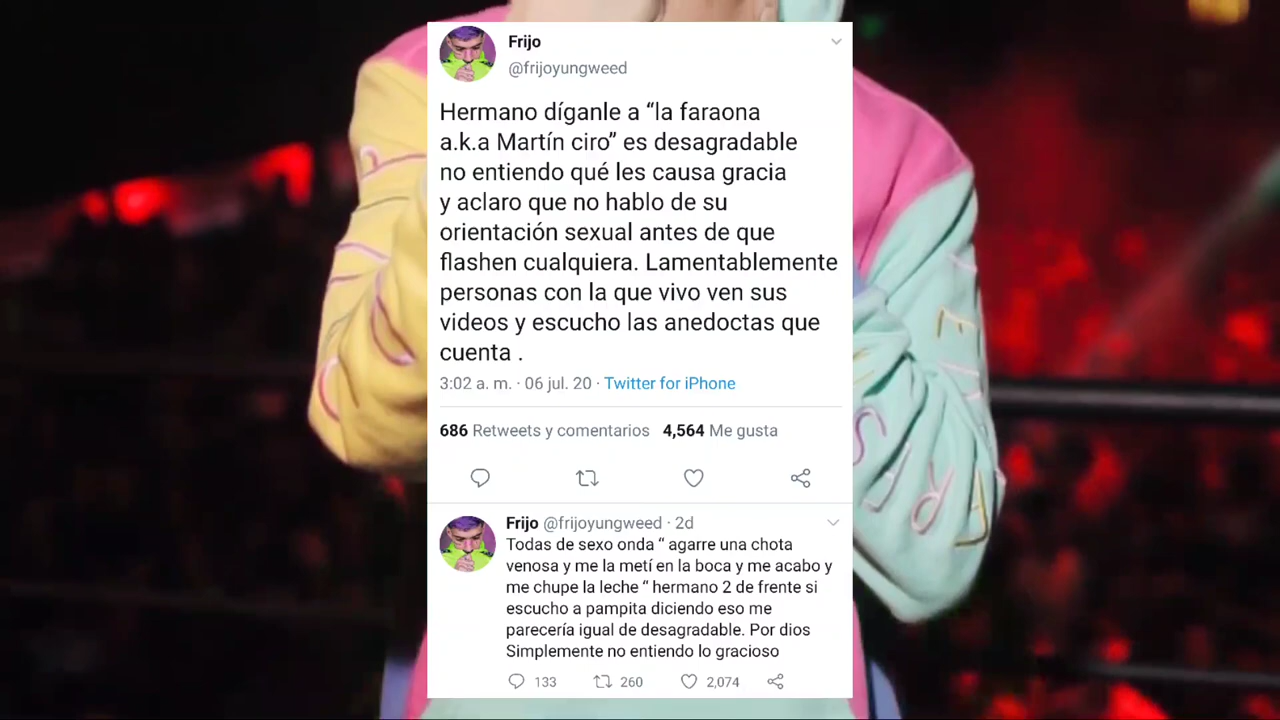 Frijo
@frijoyungweed
Hermano díganle a “la faraona
a.k.a Martín ciro” es desagradable
no entiendo qué les causa gracia
y aclaro que no hablo de su
orientación sexual antes de que
flashen cualquiera. Lamentablemente
personas con la que vivo ven sus
videos y escucho las anedoctas que
cuenta .
3:02 a. m. · 06 jul. 20 · Twitter for iPhone
686 Retweets y comentarios 4,564 Me gusta
Frijo @frijoyungweed · 2d
Todas de sexo onda “ agarre una chota
venosa y me la metí en la boca y me acabo y
me chupe la leche “ hermano 2 de frente si
escucho a pampita diciendo eso me
parecería igual de desagradable. Por dios
Simplemente no entiendo lo gracioso
133 260 2,074